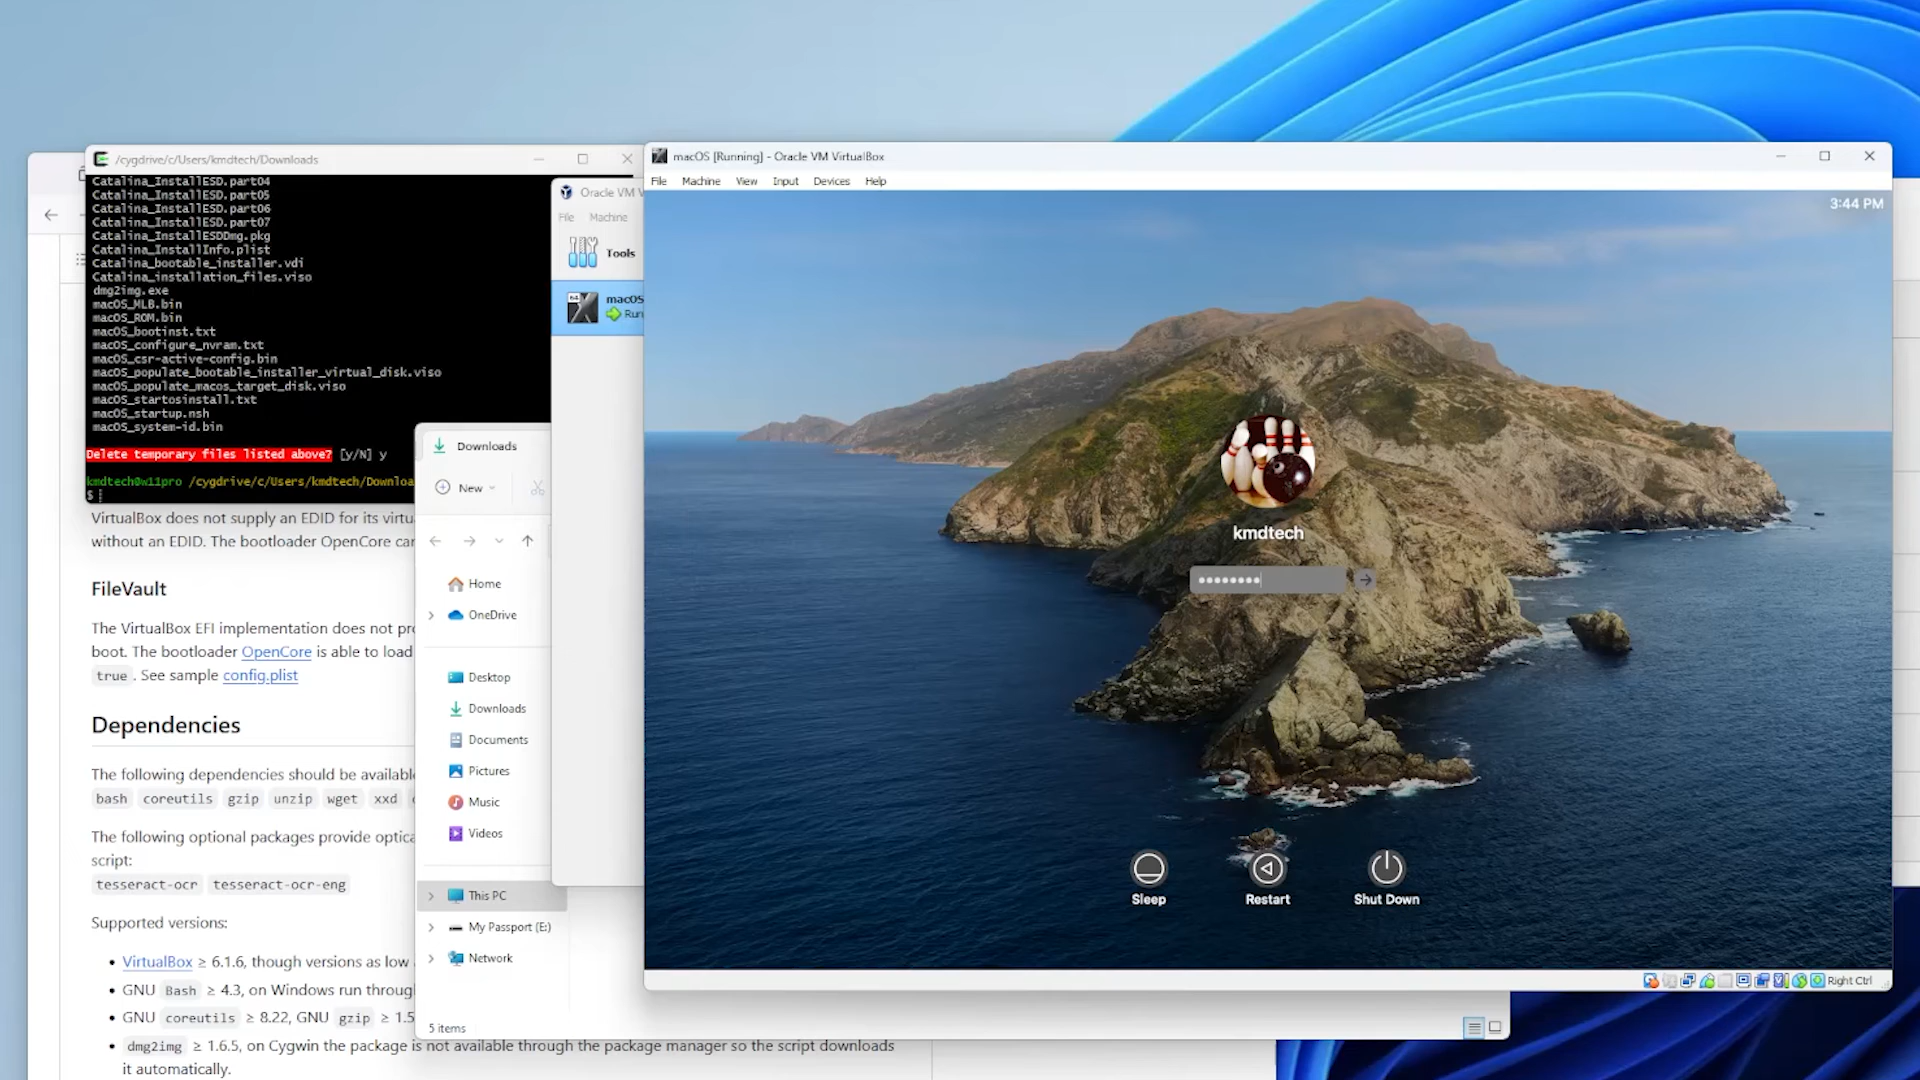 /cygdrive/c/Users/kmdtech/Downloads
Catalina_InstallESD.part04
Catalina_InstallESD.part05
Catalina_InstallESD.part06
Catalina_InstallESD.part07
Catalina_InstallESDDmg.pkg
Catalina_InstallInfo.plist
Catalina_bootable_installer.vdi
Catalina_installation_files.viso
dmg2img.exe
macOS_MLB.bin
macOS_ROM.bin
macOS_bootinst.txt
macOS_configure_nvram.txt
macOS_csr-active-config.bin
macOS_populate_bootable_installer_virtual_disk.viso
macOS_populate_macos_target_disk.viso
macOS_startosinstall.txt
macOS_startup.nsh
macOS_system-id.bin
Delete temporary files listed above? [y/N] y
kmdtech@w11pro /cygdrive/c/Users/kmdtech/Downloa
$
VirtualBox does not supply an EDID for its virtu
without an EDID. The bootloader OpenCore car
FileVault
The VirtualBox EFI implementation does not pr
boot. The bootloader OpenCore is able to load
true . See sample config.plist
Dependencies
The following dependencies should be availabl
bash coreutils gzip unzip wget xxd
The following optional packages provide optica
script:
tesseract-ocr tesseract-ocr-eng
Supported versions:
• VirtualBox ≥ 6.1.6, though versions as low
• GNU Bash ≥ 4.3, on Windows run throug
• GNU coreutils ≥ 8.22, GNU gzip ≥ 1.5
• dmg2img ≥ 1.6.5, on Cygwin the package is not available through the package manager so the script downloads
it automatically.
Downloads
New
Home
OneDrive
Desktop
Downloads
Documents
Pictures
Music
Videos
This PC
My Passport (E:)
Network
5 items
Oracle VM V
File Machine
Tools
64
macOS
Run
macOS [Running] - Oracle VM VirtualBox
File Machine View Input Devices Help
3:44 PM
kmdtech
Sleep
Restart
Shut Down
Right Ctrl